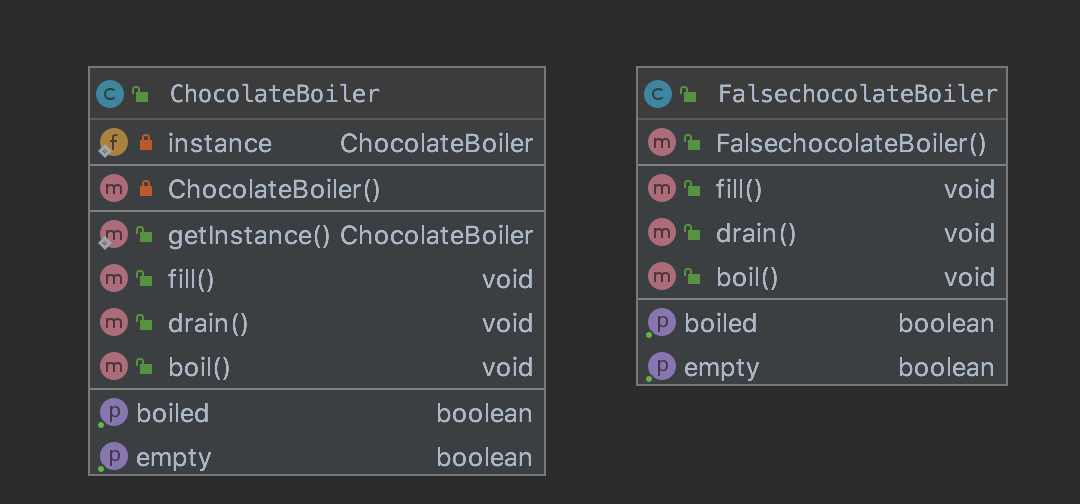 C ChocolateBoiler
f instance ChocolateBoiler
m ChocolateBoiler()
m getInstance() ChocolateBoiler
m fill() void
m drain() void
m boil() void
p boiled boolean
p empty boolean
C FalsechocolateBoiler
m FalsechocolateBoiler()
m fill() void
m drain() void
m boil() void
p boiled boolean
p empty boolean